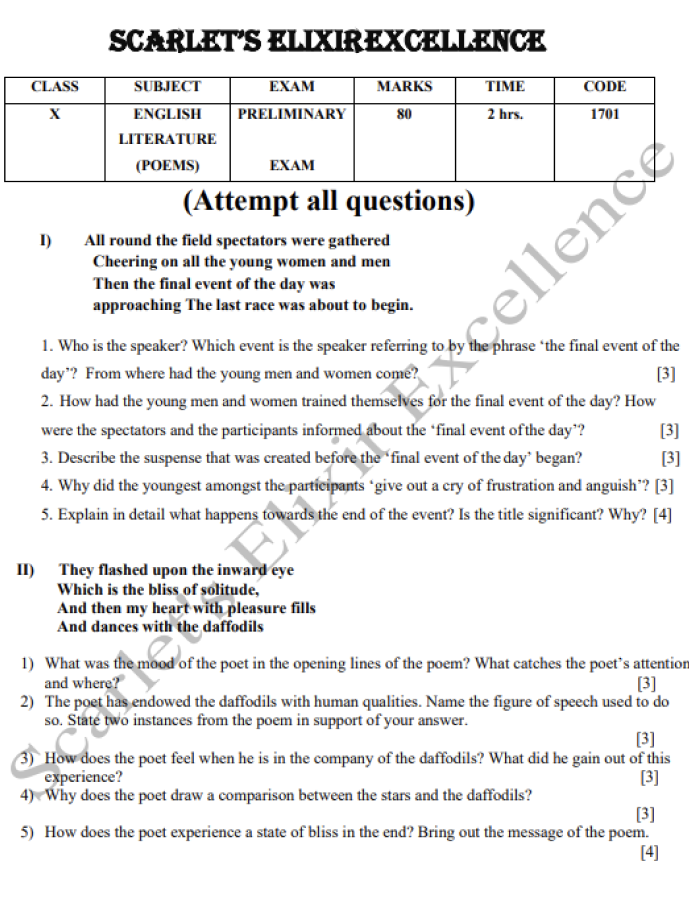 SCARLET'S ELIXIR EXCELLENCE
CLASS SUBJECT EXAM MARKS TIME CODE
X ENGLISH LITERATURE (POEMS) PRELIMINARY EXAM 80 2 hrs. 1701
(Attempt all questions)
I) All round the field spectators were gathered
Cheering on all the young women and men
Then the final event of the day was
approaching The last race was about to begin.
1. Who is the speaker? Which event is the speaker referring to by the phrase ‘the final event of the
day’? From where had the young men and women come? [3]
2. How had the young men and women trained themselves for the final event of the day? How
were the spectators and the participants informed about the ‘final event of the day’? [3]
3. Describe the suspense that was created before the ‘final event of the day’ began? [3]
4. Why did the youngest amongst the participants ‘give out a cry of frustration and anguish’? [3]
5. Explain in detail what happens towards the end of the event? Is the title significant? Why? [4]
II) They flashed upon the inward eye
Which is the bliss of solitude,
And then my heart with pleasure fills
And dances with the daffodils
1) What was the mood of the poet in the opening lines of the poem? What catches the poet’s attention
and where? [3]
2) The poet has endowed the daffodils with human qualities. Name the figure of speech used to do
so. State two instances from the poem in support of your answer.
[3]
3) How does the poet feel when he is in the company of the daffodils? What did he gain out of this
experience? [3]
4) Why does the poet draw a comparison between the stars and the daffodils?
[3]
5) How does the poet experience a state of bliss in the end? Bring out the message of the poem.
[4]
Scarlet's Elixir Excellence